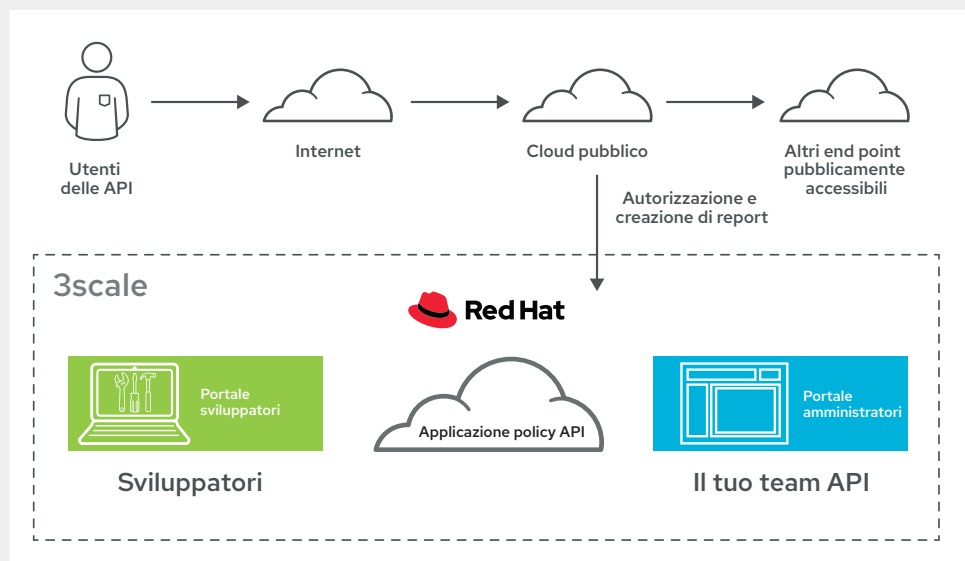 Utenti
delle API
Internet
Cloud pubblico
Altri end point
pubblicamente
accessibili
Autorizzazione e
creazione di report
3scale
Red Hat
Portale
sviluppatori
Applicazione policy API
Portale
amministratori
Sviluppatori
Il tuo team API